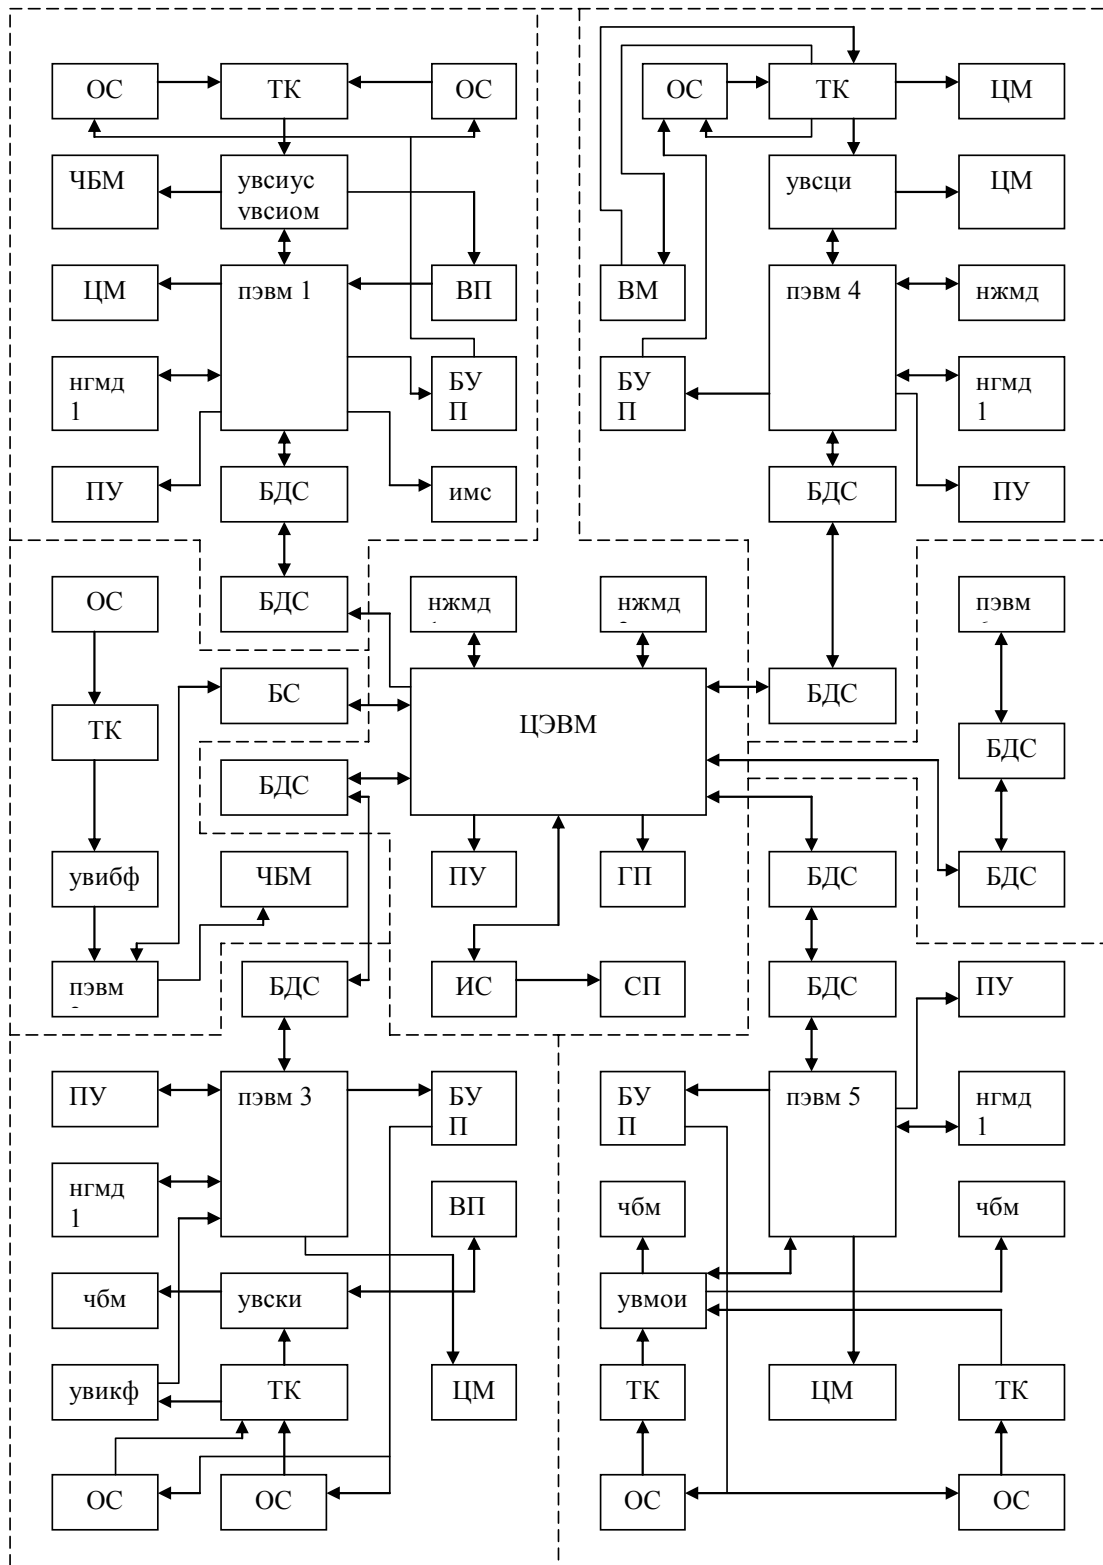 ОС
ТК
ОС
ОС
ТК
ЦМ
ЧБМ
увсиус
увсиом
увсци
ЦМ
ЦМ
пэвм 1
ВП
ВМ
пэвм 4
нжмд
нгмд
1
БУ
П
БУ
П
нгмд
1
ПУ
БДС
имс
БДС
ПУ
ОС
БДС
нжмд
нжмд
пэвм
БС
БДС
ТК
ЦЭВМ
БДС
БДС
увибф
ЧБМ
ПУ
ГП
БДС
БДС
пэвм
БДС
ИС
СП
БДС
ПУ
ПУ
пэвм 3
БУ
П
БУ
П
пэвм 5
нгмд
1
нгмд
1
ВП
чбм
чбм
чбм
увски
увмои
увикф
ТК
ЦМ
ТК
ЦМ
ТК
ОС
ОС
ОС
ОС